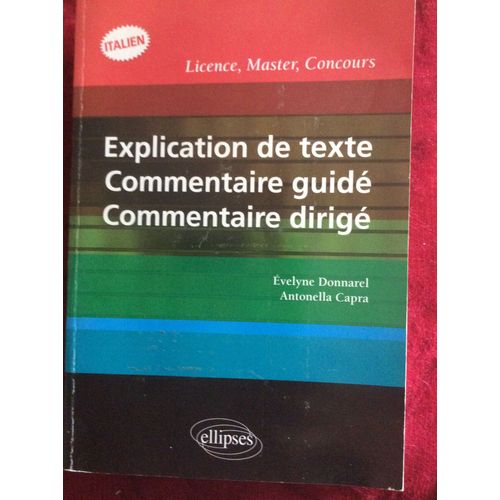 ITALIEN
Licence, Master, Concours
Explication de texte
Commentaire guidé
Commentaire dirigé
Évelyne Donnarel
Antonella Capra
ellipses